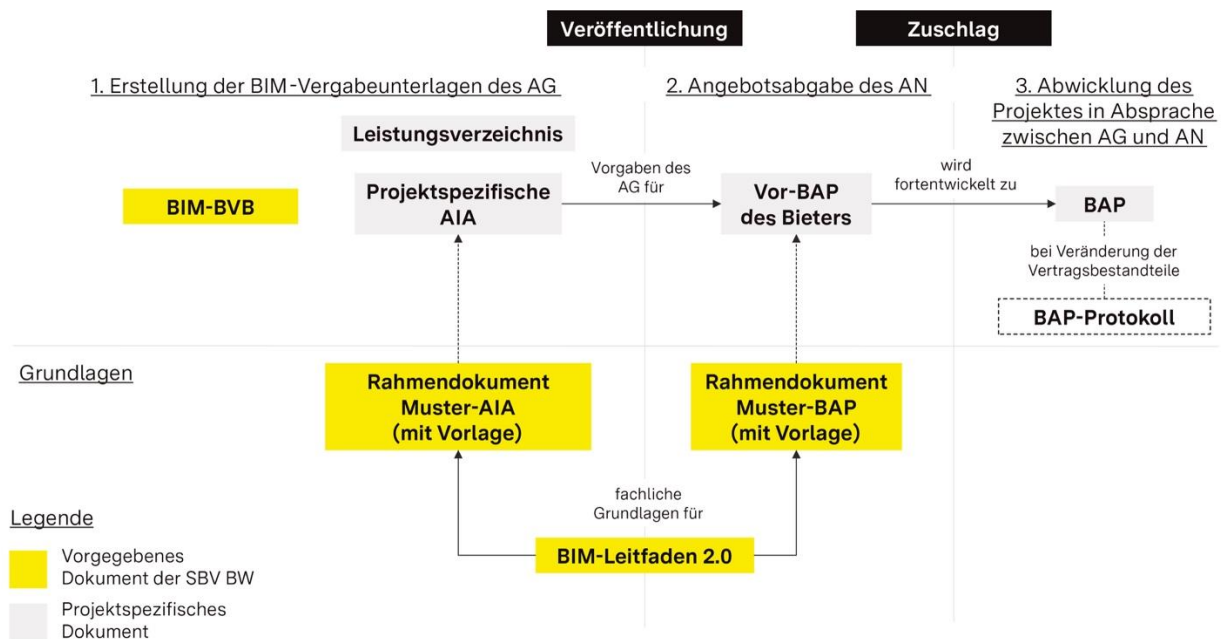 Veröffentlichung
Zuschlag
1. Erstellung der BIM-Vergabeunterlagen des AG
2. Angebotsabgabe des AN
3. Abwicklung des
Projektes in Absprache
zwischen AG und AN
Leistungsverzeichnis
BIM-BVB
Projektspezifische
AIA
Vorgaben des
AG für
Vor-BAP
des Bieters
wird
fortentwickelt zu
BAP
bei Veränderung der
Vertragsbestandteile
BAP-Protokoll
Grundlagen
Rahmendokument
Muster-AIA
(mit Vorlage)
Rahmendokument
Muster-BAP
(mit Vorlage)
fachliche
Grundlagen für
BIM-Leitfaden 2.0
Legende
Vorgegebenes
Dokument der SBV BW
Projektspezifisches
Dokument